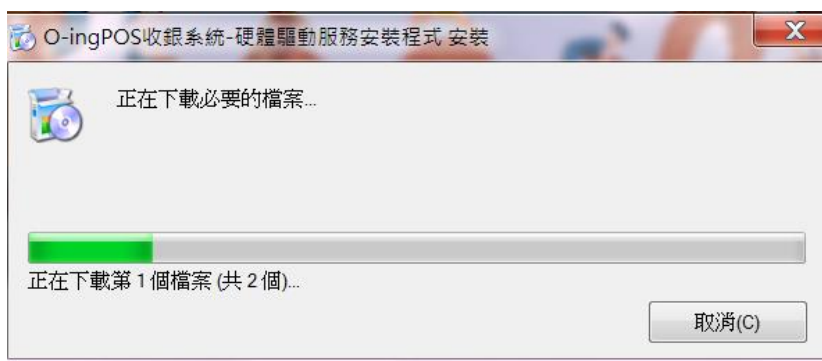 O-ingPOS收銀系統-硬體驅動服務安裝程式 安裝
正在下載必要的檔案...
正在下載第 1 個檔案 (共 2 個)...
取消(C)